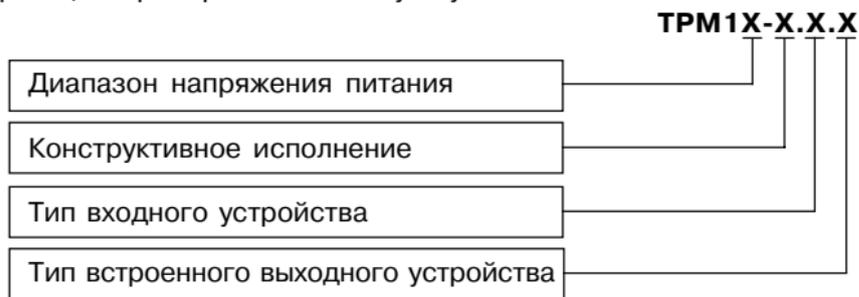 ТРМ1Х-Х.Х.Х
Диапазон напряжения питания
Конструктивное исполнение
Тип входного устройства
Тип встроенного выходного устройства